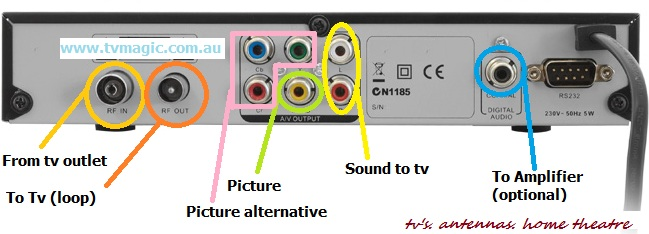 www.tvmagic.com.au
RF IN
RF OUT
Cb
L
Cr
A/V OUTPUT
N1185
S/N
DIGITAL
AUDIO
RS232
230V~ 50Hz 5W
From tv outlet
To Tv (loop)
Picture
Picture alternative
Sound to tv
To Amplifier
(optional)
tv's. antennas. home theatre